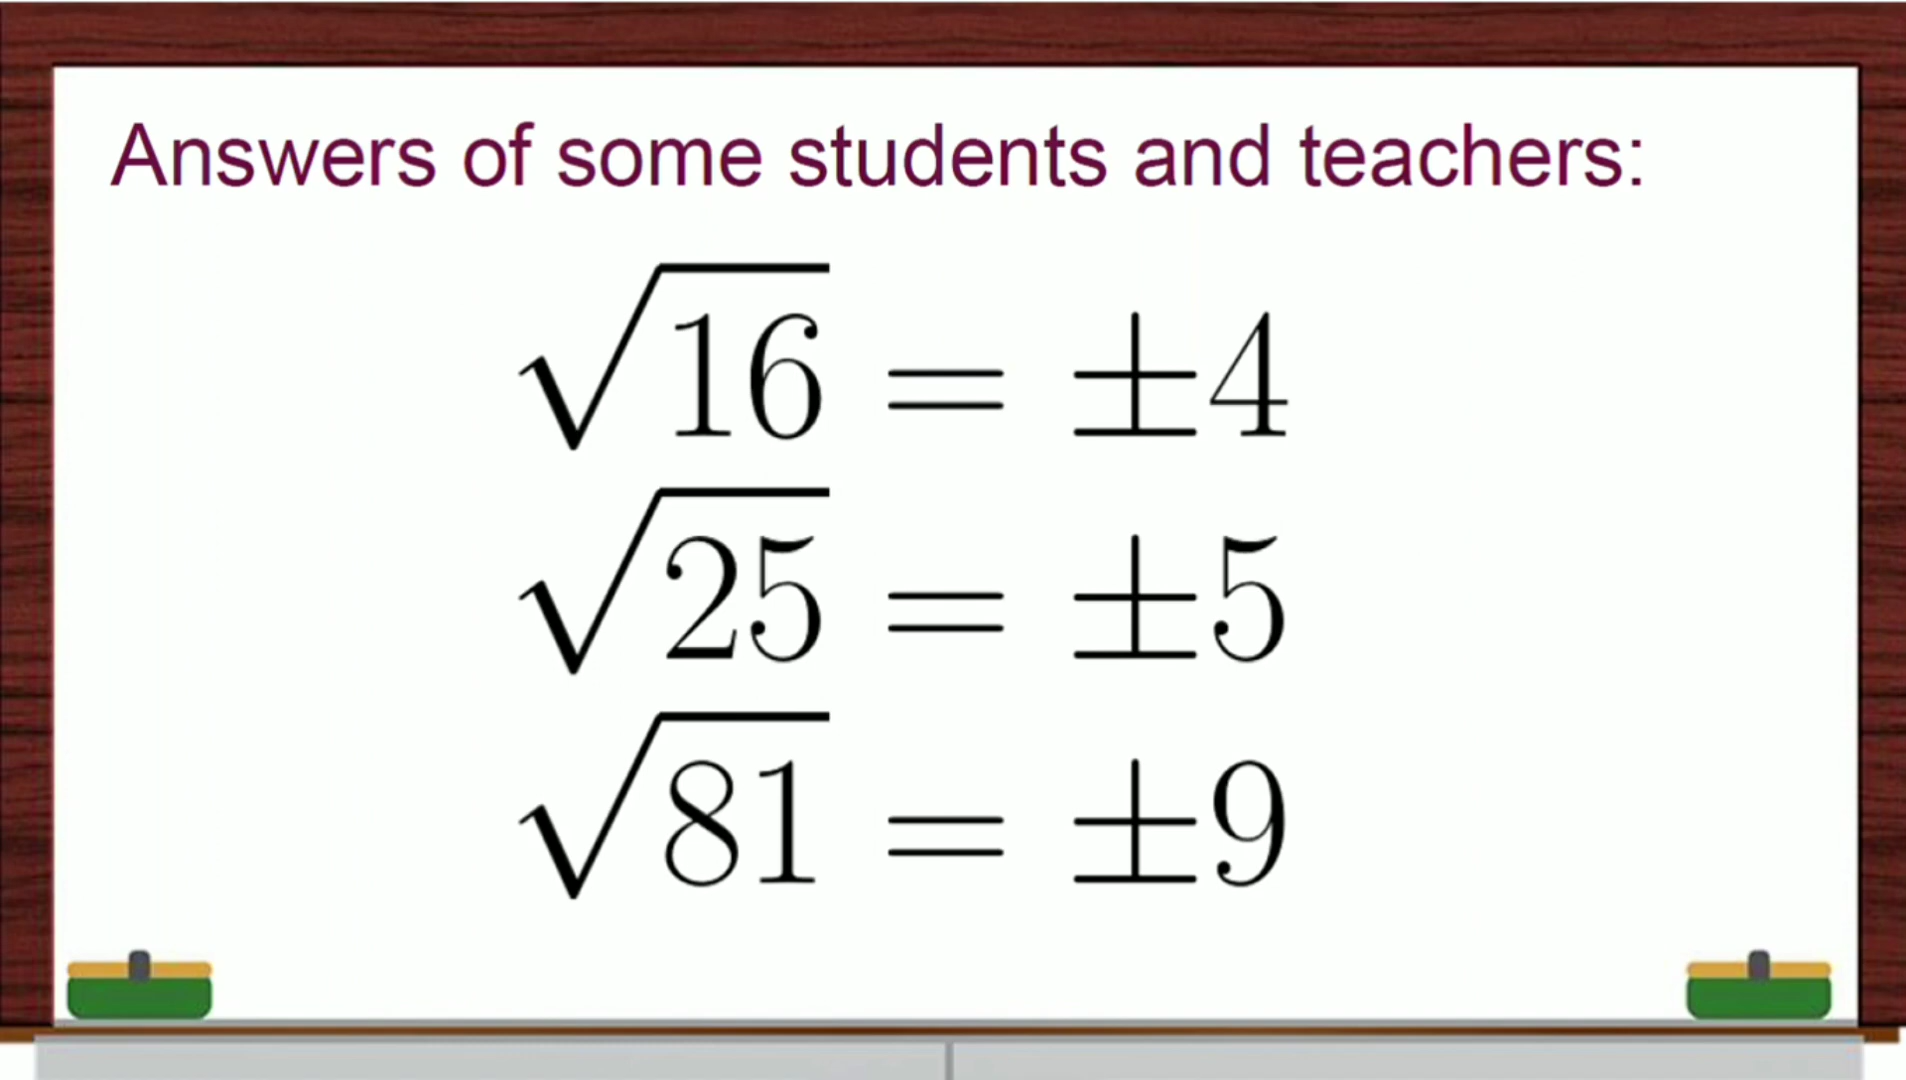 Answers of some students and teachers:
√16 = ±4
√25 = ±5
√81 = ±9